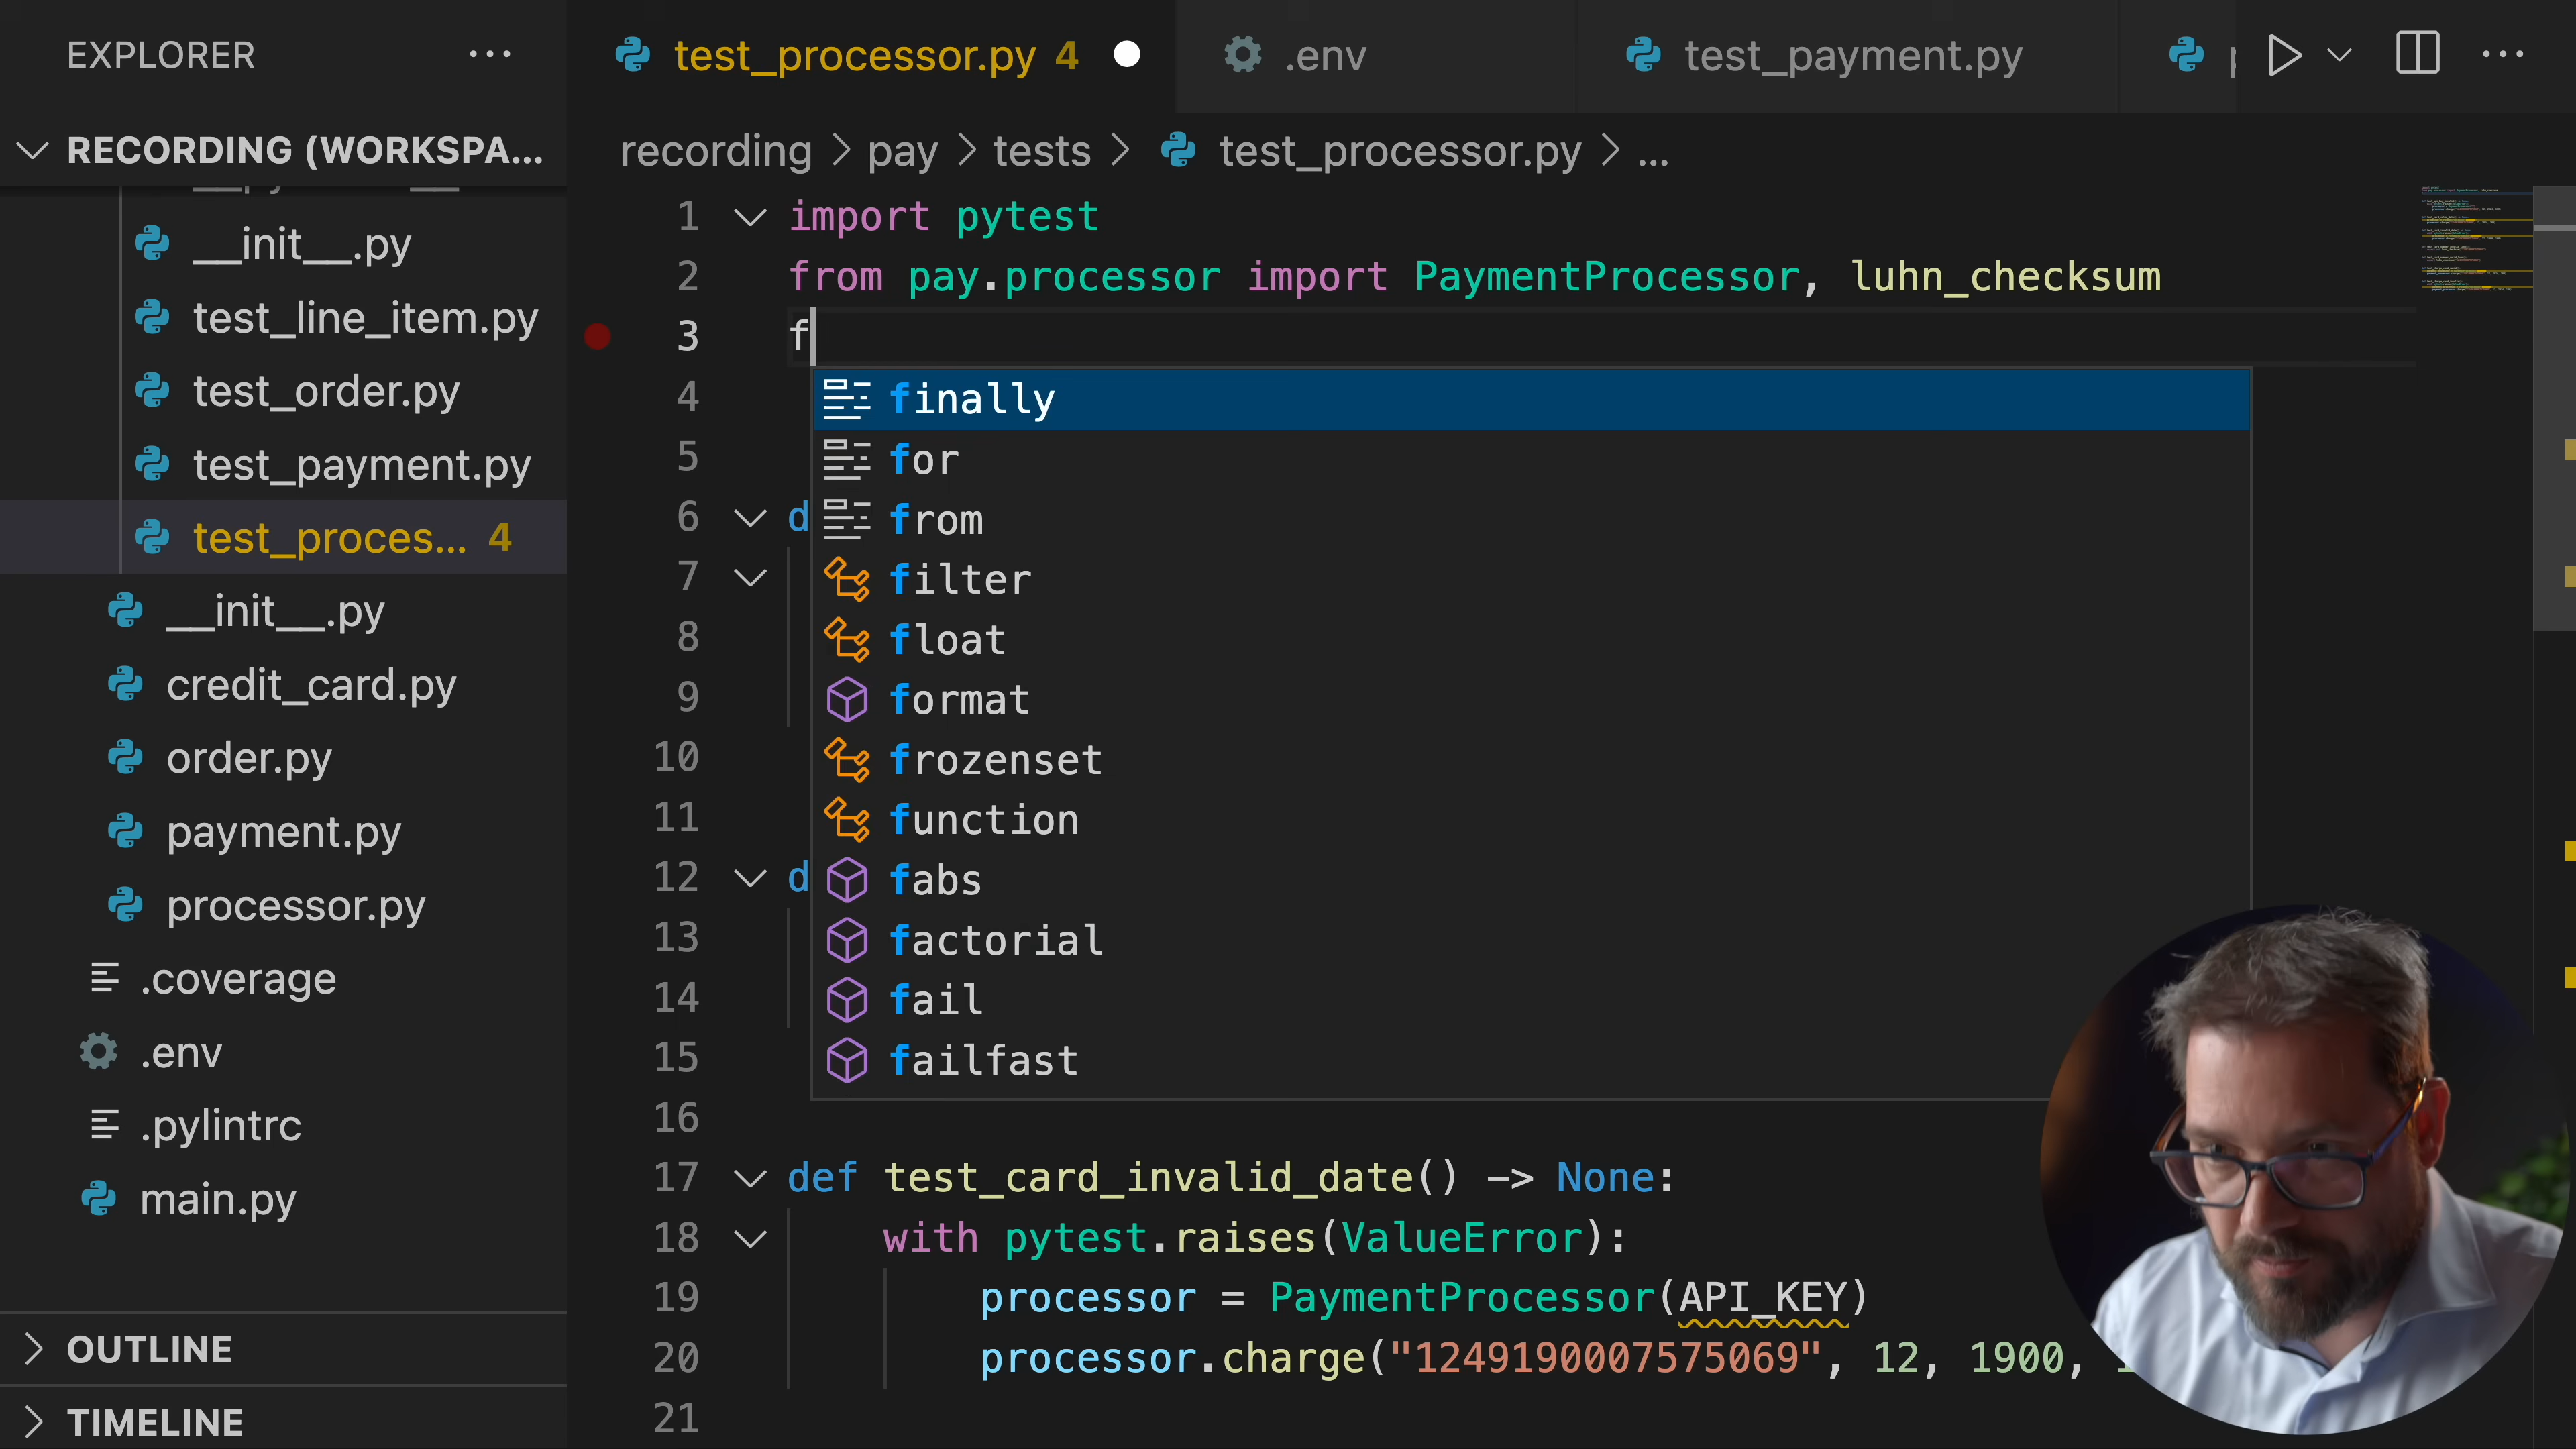 EXPLORER
RECORDING (WORKSPA...
__init__.py
test_line_item.py
test_order.py
test_payment.py
test_proces... 4
__init__.py
credit_card.py
order.py
payment.py
processor.py
.coverage
.env
.pylintrc
main.py
OUTLINE
TIMELINE
test_processor.py 4
.env
test_payment.py
recording > pay > tests > test_processor.py > ...
1 import pytest
2 from pay.processor import PaymentProcessor, luhn_checksum
3 f
4 finally
5 for
6 d from
7 filter
8 float
9 format
10 frozenset
11 function
12 d fabs
13 factorial
14 fail
15 failfast
16
17 def test_card_invalid_date() -> None:
18 with pytest.raises(ValueError):
19 processor = PaymentProcessor(API_KEY)
20 processor.charge("1249190007575069", 12, 1900,
21